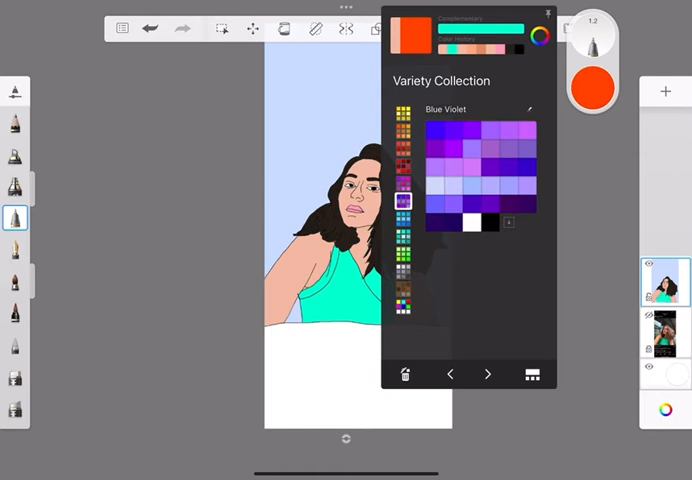 Complementary
1.2
Color History
Variety Collection
Blue Violet